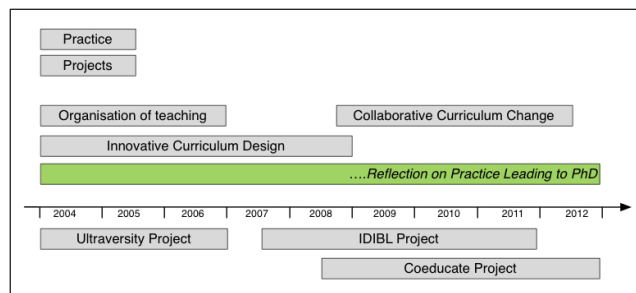 Practice
Projects
Organisation of teaching Collaborative Curriculum Change
Innovative Curriculum Design
....Reflection on Practice Leading to PhD
2004 2005 2006 2007 2008 2009 2010 2011 2012
Ultraversity Project IDIBL Project
Coeducate Project